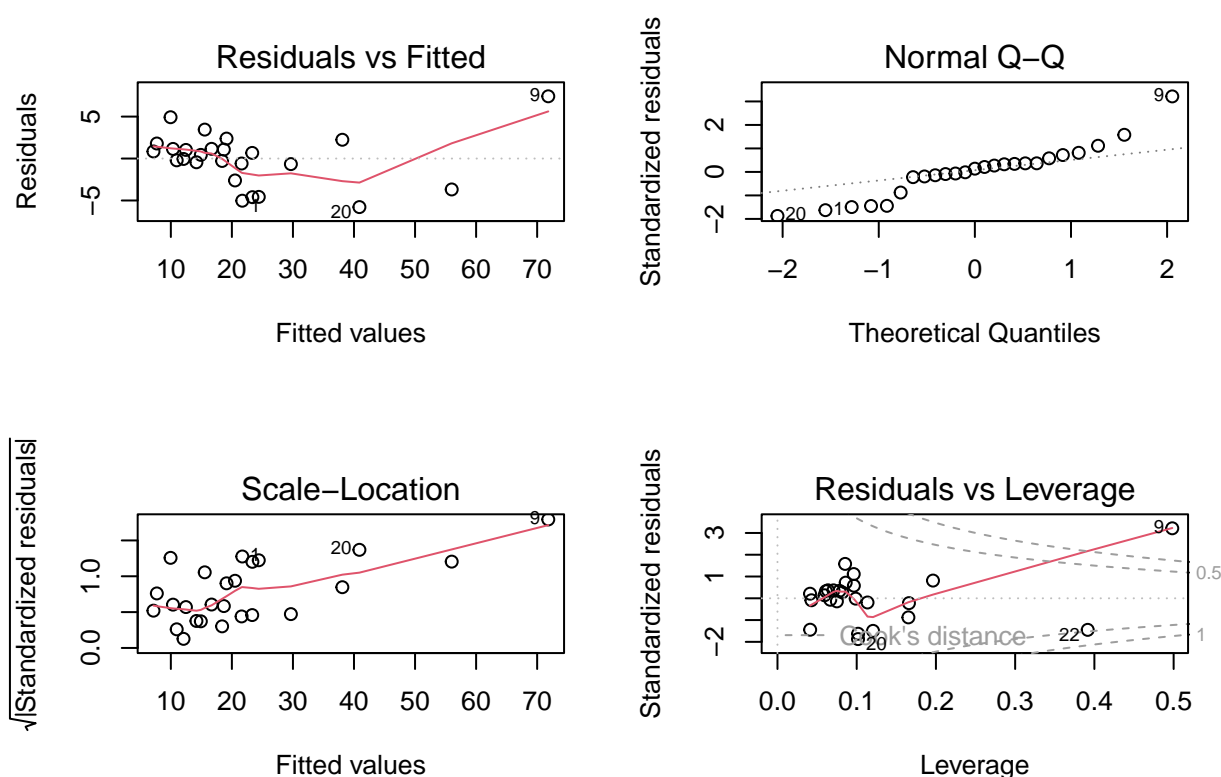 Residuals vs Fitted
Residuals
5
−5
9
1
20
10 20 30 40 50 60 70
Fitted values
Normal Q−Q
Standardized residuals
2
0
−2
9
20
1
−2 −1 0 1 2
Theoretical Quantiles
Scale−Location
√|Standardized residuals|
1.0
0.0
9
20
1
10 20 30 40 50 60 70
Fitted values
Residuals vs Leverage
Standardized residuals
3
1
−2
9
0.5
1
22
20
Cook's distance
0.0 0.1 0.2 0.3 0.4 0.5
Leverage